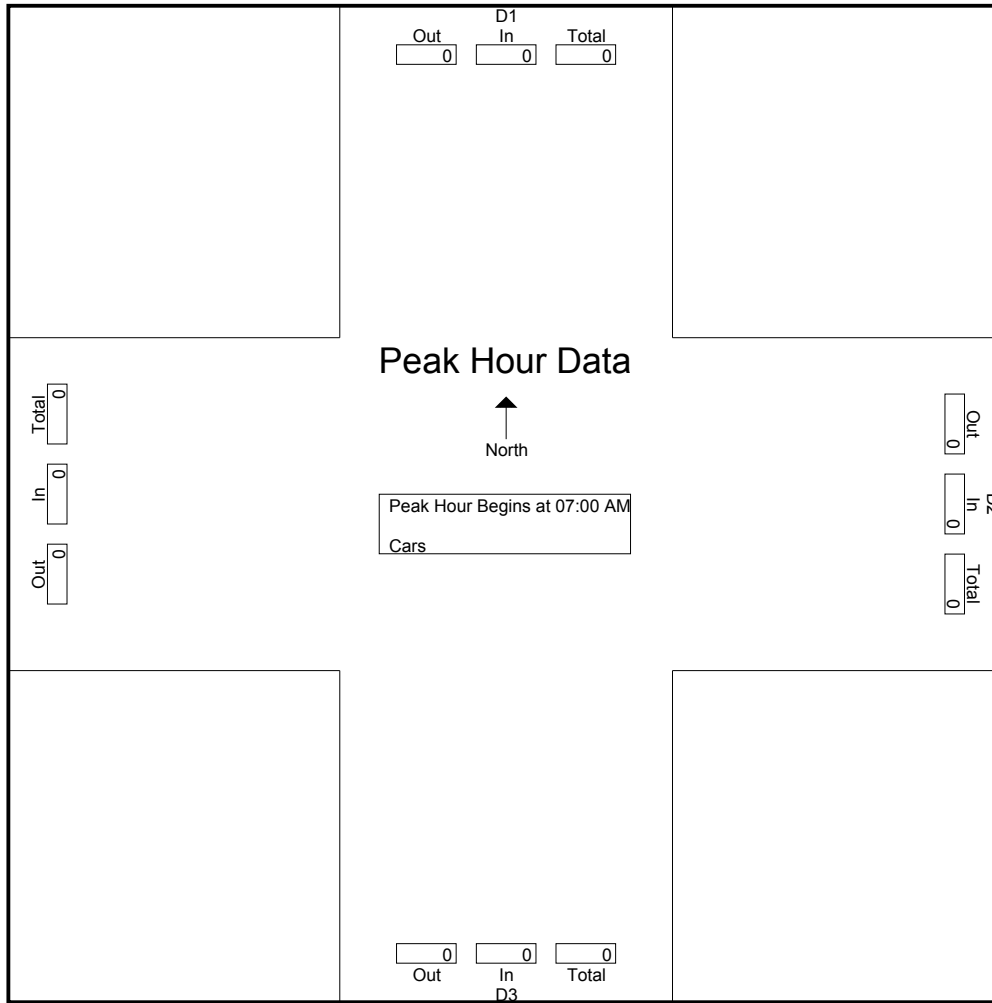 D1
Out In Total
0 0 0
Peak Hour Data
North
Peak Hour Begins at 07:00 AM
Cars
Total
0
In
0
Out
0
Out
0
In
0
Total
0
D2
0 0 0
Out In Total
D3